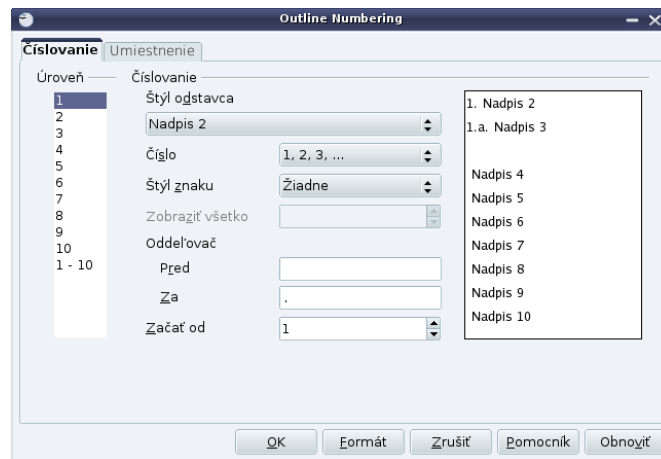 Outline Numbering
Číslovanie
Umiestnenie
Úroveň
1
2
3
4
5
6
7
8
9
10
1 - 10
Číslovanie
Štýl odstavca
Nadpis 2
Číslo
1, 2, 3, ...
Štýl znaku
Žiadne
Zobraziť všetko
Oddeľovač
Pred
Za
.
Začať od
1
1. Nadpis 2
1.a. Nadpis 3
Nadpis 4
Nadpis 5
Nadpis 6
Nadpis 7
Nadpis 8
Nadpis 9
Nadpis 10
OK
Formát
Zrušiť
Pomocník
Obnoviť